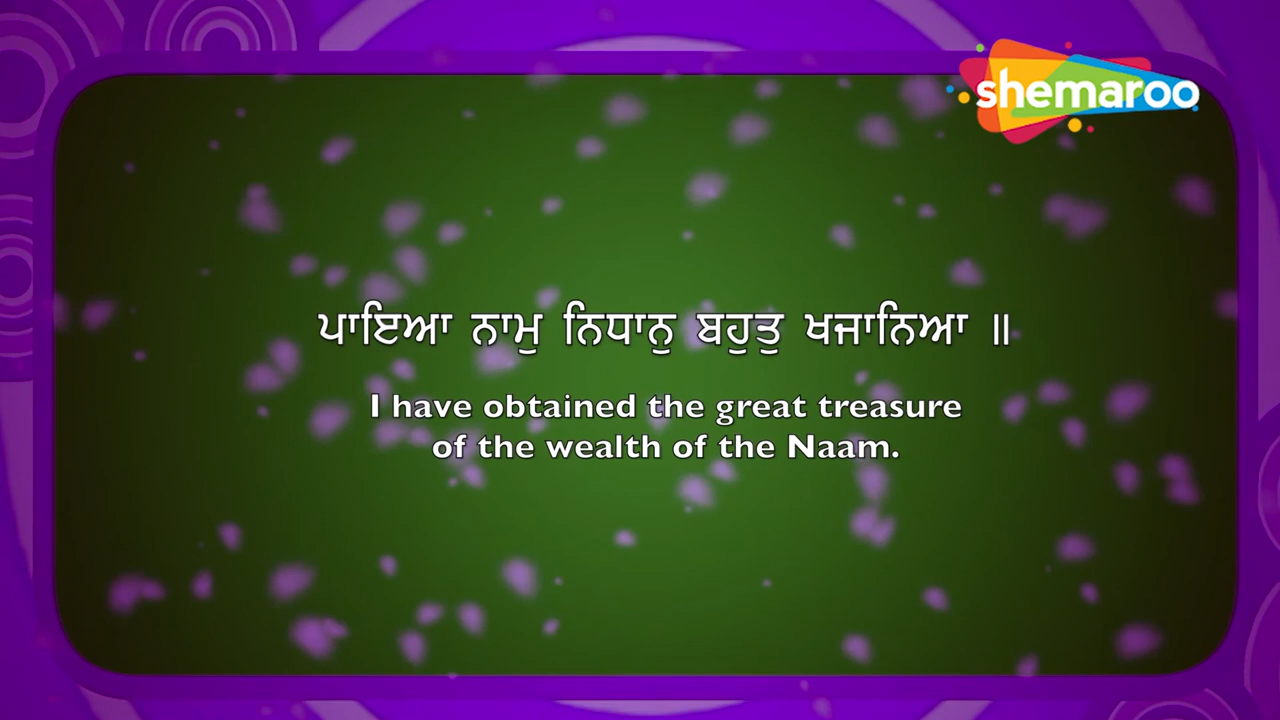 shemaroo
ਪਾਇਆ ਨਾਮੁ ਨਿਧਾਨੁ ਬਹੁਤੁ ਖਜਾਨਿਆ ॥
I have obtained the great treasure
of the wealth of the Naam.